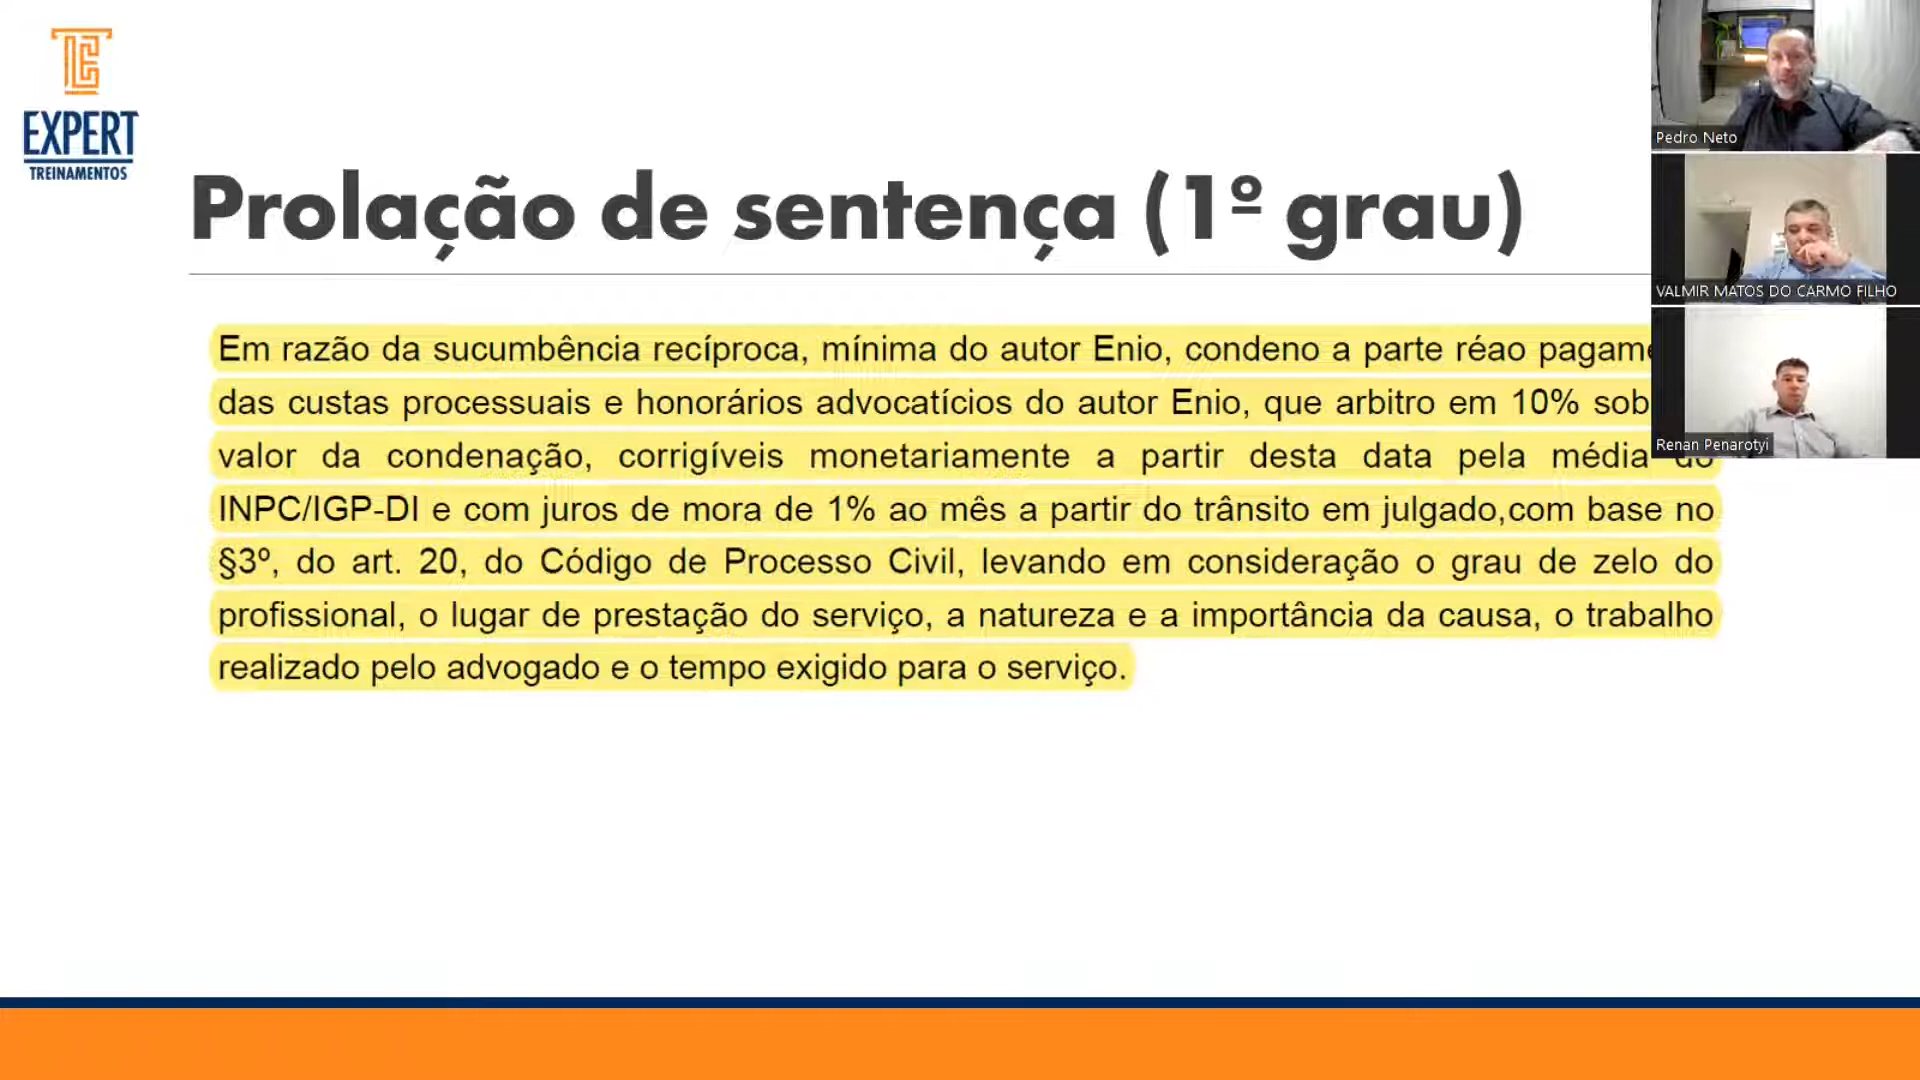 EXPERT
TREINAMENTOS
Prolação de sentença (1º grau)
Em razão da sucumbência recíproca, mínima do autor Enio, condeno a parte réao
das custas processuais e honorários advocatícios do autor Enio, que arbitro em 10%
valor da condenação, corrigíveis monetariamente a partir desta data pela média do
INPC/IGP-DI e com juros de mora de 1% ao mês a partir do trânsito em julgado,com base no
§3º, do art. 20, do Código de Processo Civil, levando em consideração o grau de zelo do
profissional, o lugar de prestação do serviço, a natureza e a importância da causa, o trabalho
realizado pelo advogado e o tempo exigido para o serviço.
Pedro Neto
VALMIR MATOS DO CARMO FILHO
Renan Penarotyi